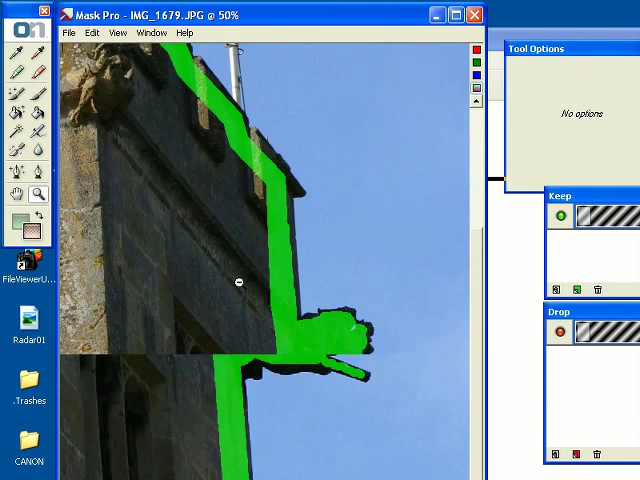 Mask Pro - IMG_1679.JPG @ 50%
File Edit View Window Help
on
Tool Options
No options
Keep
Drop
FileViewerU...
Radar01
.Trashes
CANON